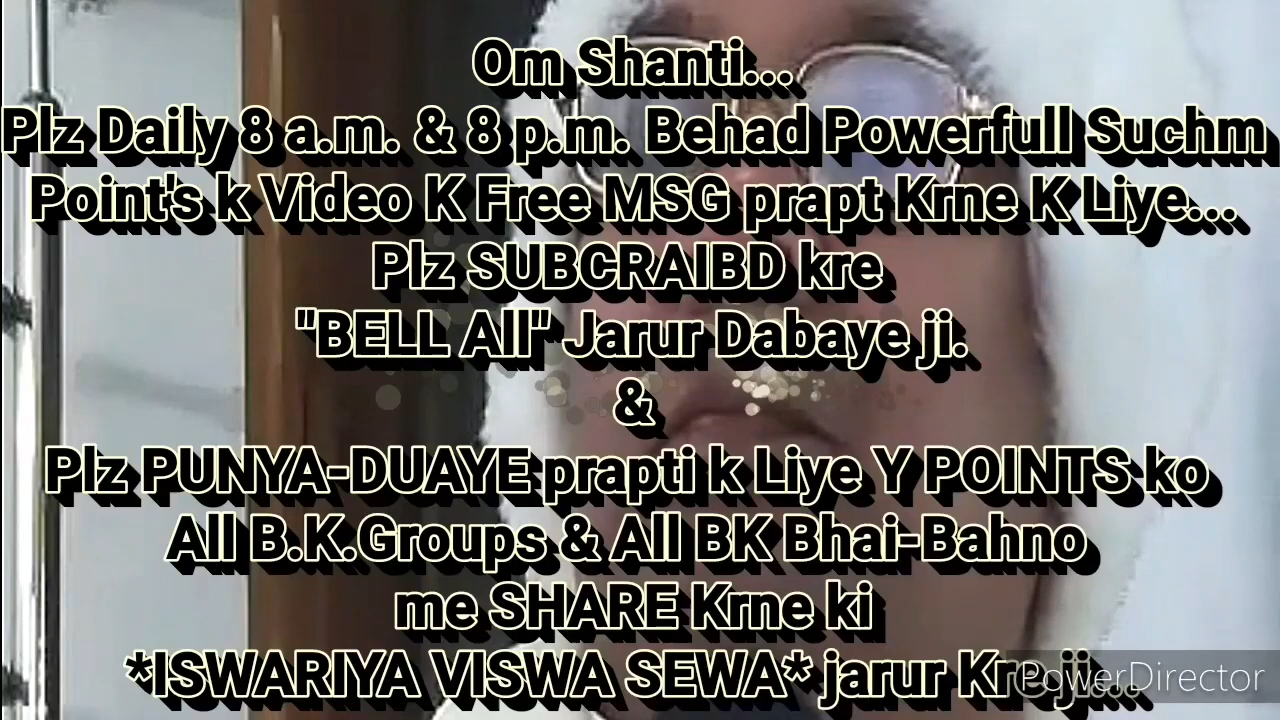 Om Shanti...
Plz Daily 8 a.m. & 8 p.m. Behad Powerfull Suchm
Point's k Video K Free MSG prapt Krne K Liye...
Plz SUBCRAIBD kre
"BELL All" Jarur Dabaye ji.
&
Plz PUNYA-DUAYE prapti k Liye Y POINTS ko
All B.K.Groups & All BK Bhai-Bahno
me SHARE Krne ki
*ISWARIYA VISWA SEWA* jarur Kre ji...
PowerDirector